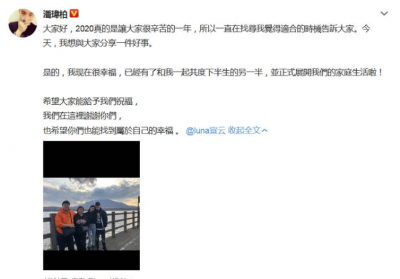 潘瑋柏
大家好，2020真的是讓大家很辛苦的一年，所以一直在找尋我覺得適合的時機告訴大家。今
天，我想與大家分享一件好事。
是的，我現在很幸福，已經有了和我一起共度下半生的另一半，並正式展開我們的家庭生活啦！
希望大家能給予我們祝福，
我們在這裡謝謝你們，
也希望你們也能找到屬於自己的幸福。@luna宣云 收起全文